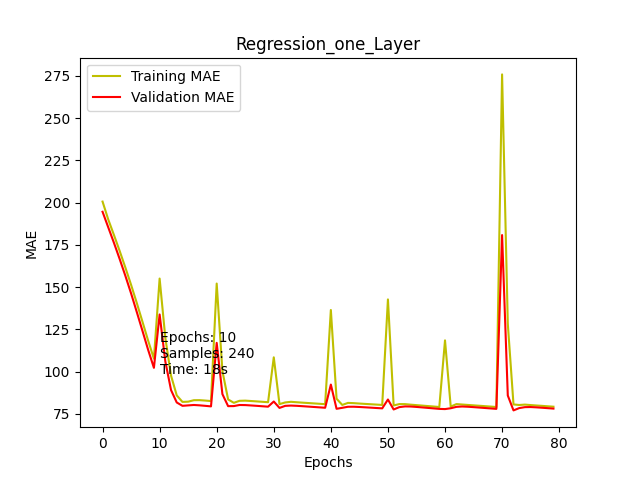 Regression_one_Layer
Training MAE
Validation MAE
MAE
275
250
225
200
175
150
125
100
75
Epochs: 10
Samples: 240
Time: 18s
0 10 20 30 40 50 60 70 80
Epochs